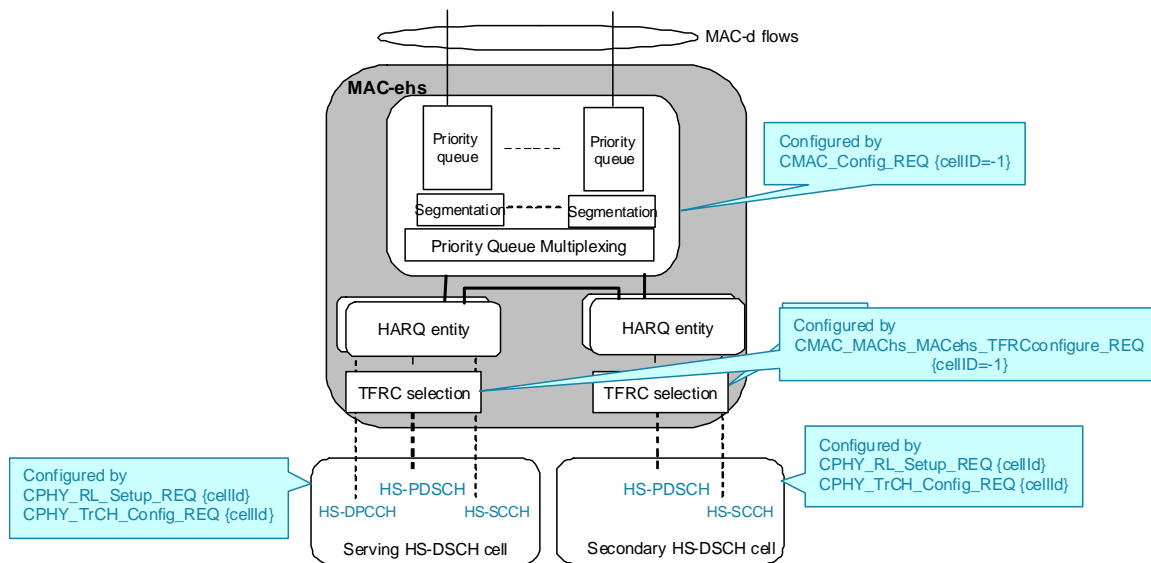 MAC-d flows
MAC-ehs
Priority
queue
Priority
queue
Configured by
CMAC_Config_REQ {cellID=-1}
Segmentation
Segmentation
Priority Queue Multiplexing
HARQ entity
HARQ entity
Configured by
CMAC_MAChs_MACehs_TFRCconfigure_REQ
{cellID=-1}
TFRC selection
TFRC selection
Configured by
CPHY_RL_Setup_REQ {cellId}
CPHY_TrCH_Config_REQ {cellId}
HS-PDSCH
HS-DPCCH
HS-SCCH
Serving HS-DSCH cell
HS-PDSCH
HS-SCCH
Secondary HS-DSCH cell
Configured by
CPHY_RL_Setup_REQ {cellId}
CPHY_TrCH_Config_REQ {cellId}